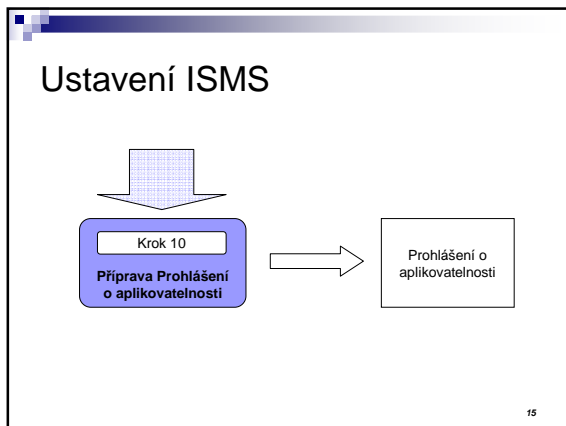 Ustavení ISMS
Krok 10
Příprava Prohlášení
o aplikovatelnosti
Prohlášení o
aplikovatelnosti
15